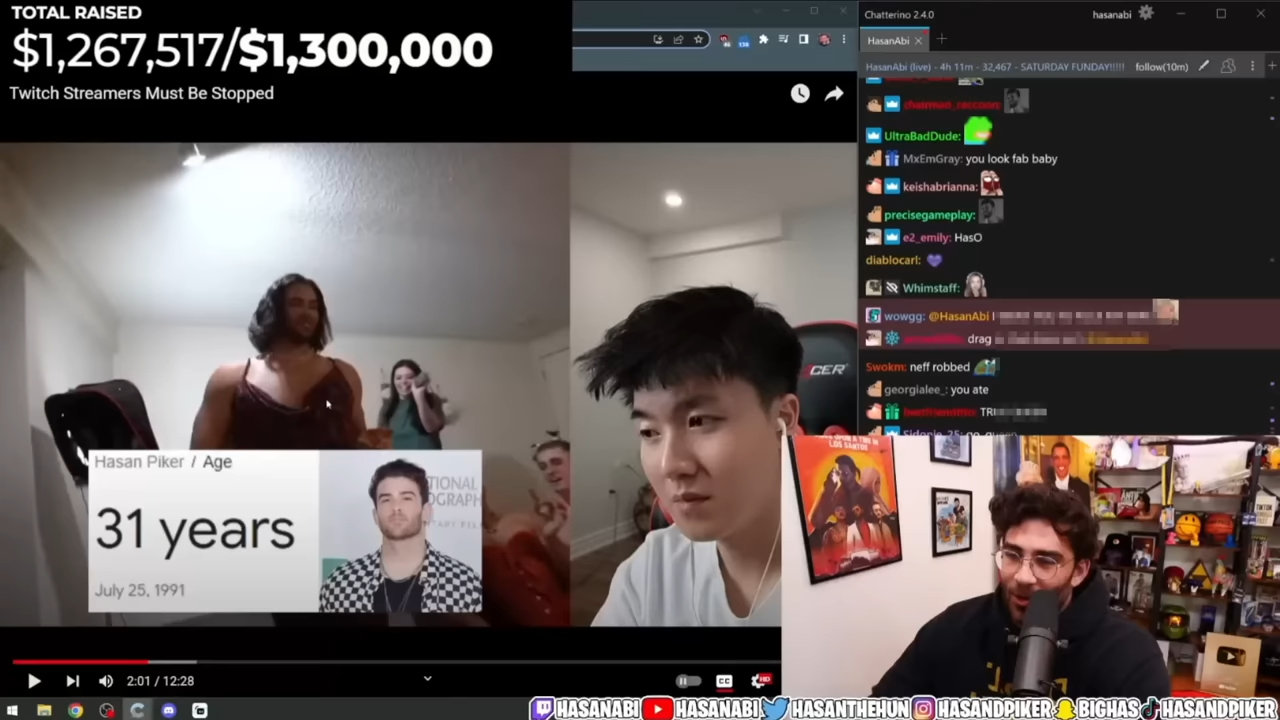 TOTAL RAISED
$1,267,517/$1,300,000
Twitch Streamers Must Be Stopped
Hasan Piker / Age
31 years
July 25, 1991
2:01 / 12:28
CC
HD
Chatterino 2.4.0
hasanabi
HasanAbi
HasanAbi (live) - 4h 11m - 32,467 - SATURDAY FUNDAY!!!!! follow(10m)
chairman_raccoon:
UltraBadDude:
MxEmGray: you look fab baby
keishabrianna:
precisegameplay:
e2_emily: HasO
diablocarl:
Whimstaff:
wowgg: @HasanAbi I
drag
Swokm: neff robbed
georgialee_: you ate
HASANABI HASANABI HASANTHEHUN HASANDPIKER BIGHAS HASANDPIKER